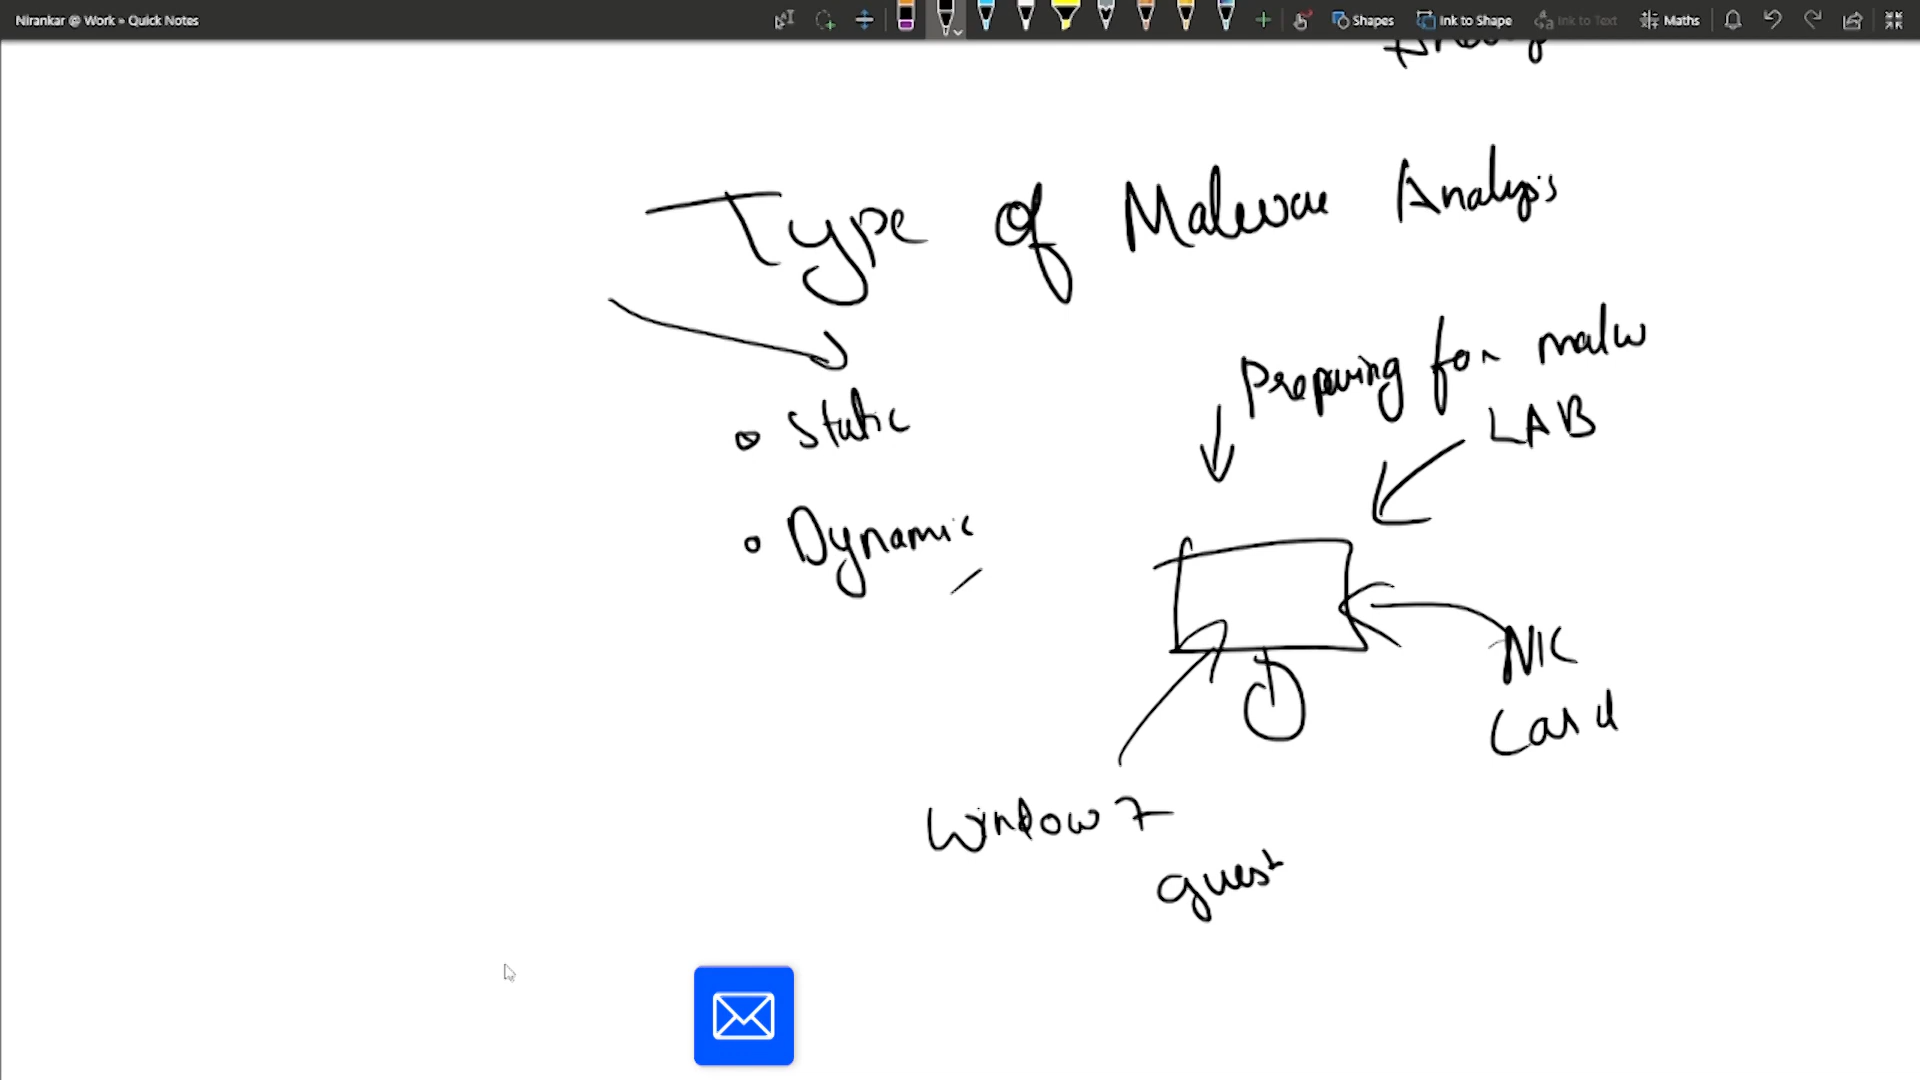 Nirankar @ Work » Quick Notes
Shapes
Ink to Shape
Ink to Text
Maths
Type of Malware Analysis
Preparing for malw
LAB
Static
Dynamic
NIC
Card
Window 7
guest